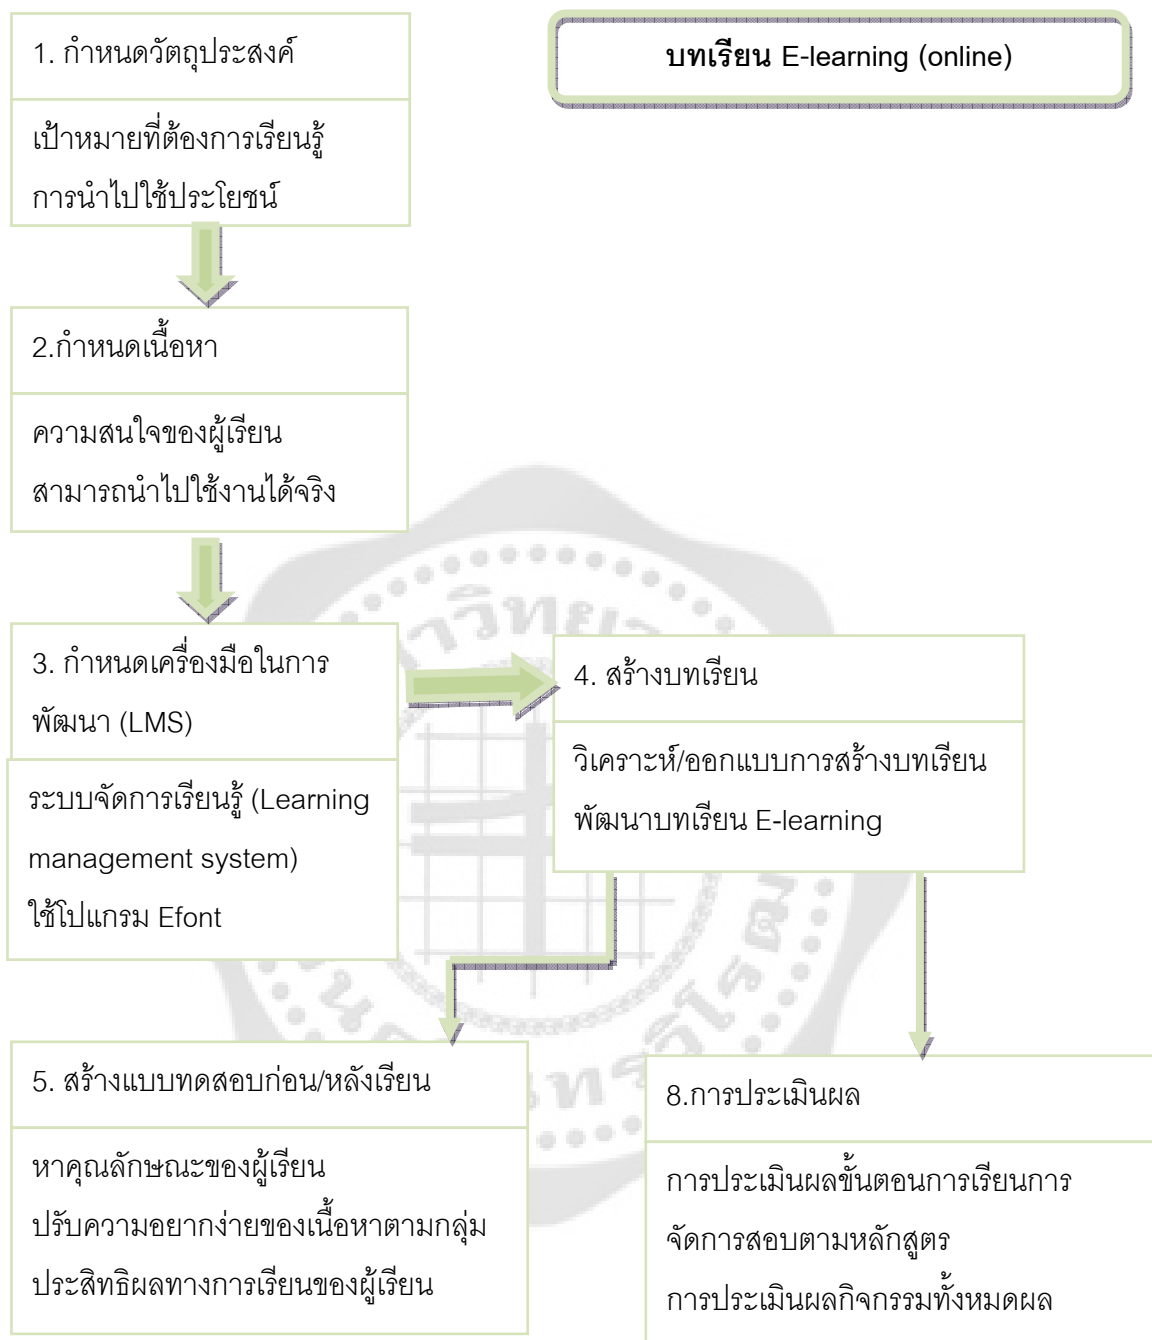 1. กำหนดวัตถุประสงค์
บทเรียน E-learning (online)
เป้าหมายที่ต้องการเรียนรู้
การนำไปใช้ประโยชน์
2.กำหนดเนื้อหา
ความสนใจของผู้เรียน
สามารถนำไปใช้งานได้จริง
3. กำหนดเครื่องมือในการ
พัฒนา (LMS)
ระบบจัดการเรียนรู้ (Learning
management system)
ใช้โปแกรม Efont
4. สร้างบทเรียน
วิเคราะห์/ออกแบบการสร้างบทเรียน
พัฒนาบทเรียน E-learning
5. สร้างแบบทดสอบก่อน/หลังเรียน
หาคุณลักษณะของผู้เรียน
ปรับความอยากง่ายของเนื้อหาตามกลุ่ม
ประสิทธิผลทางการเรียนของผู้เรียน
8.การประเมินผล
การประเมินผลขั้นตอนการเรียนการ
จัดการสอบตามหลักสูตร
การประเมินผลกิจกรรมทั้งหมดผล